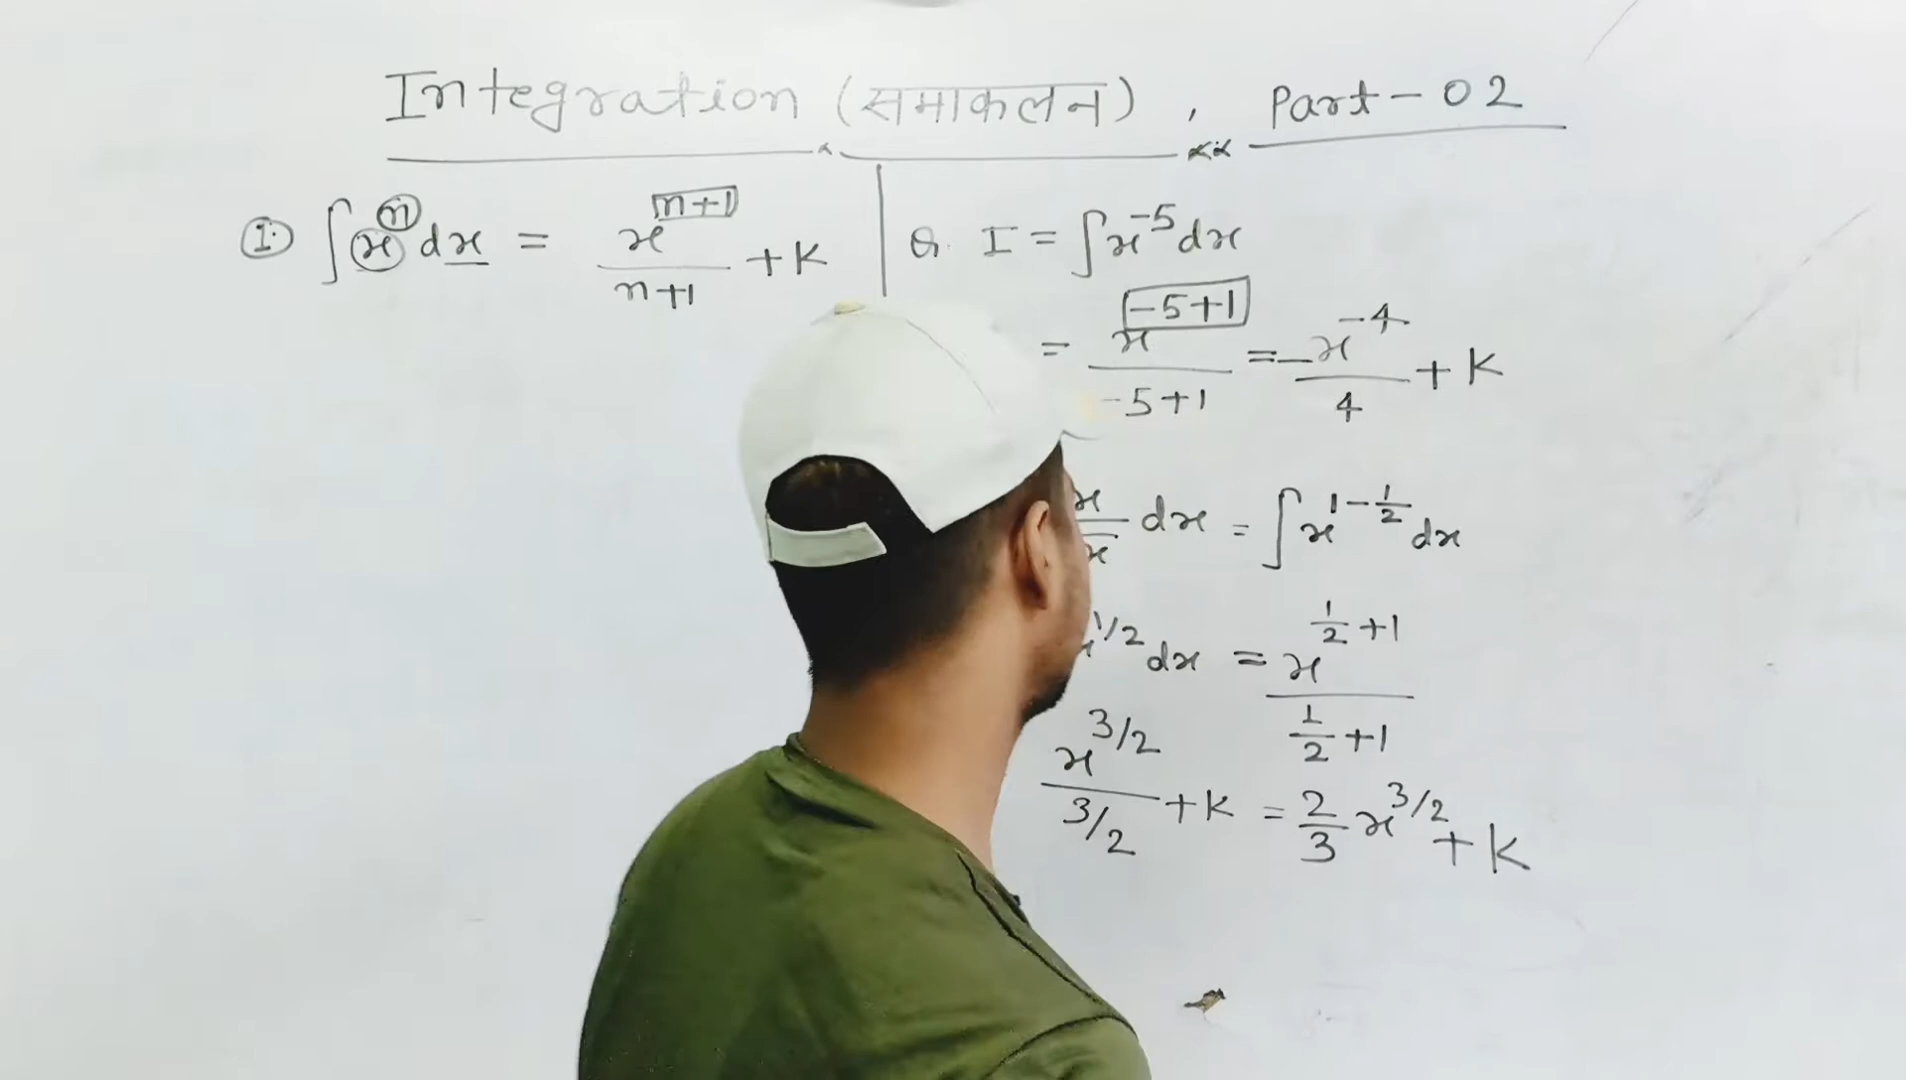 Integration (समाकलन), Part-02
① ∫xⁿ dx = x^(n+1)/(n+1) + K
Q. I = ∫x⁻⁵dx
= x^(-5+1)/(-5+1) = -x⁻⁴/4 + K
dx = ∫x^(1-1/2) dx
1/2 dx = x^(1/2+1)/(1/2+1)
x^(3/2)/(3/2) + K = 2/3 x^(3/2) + K